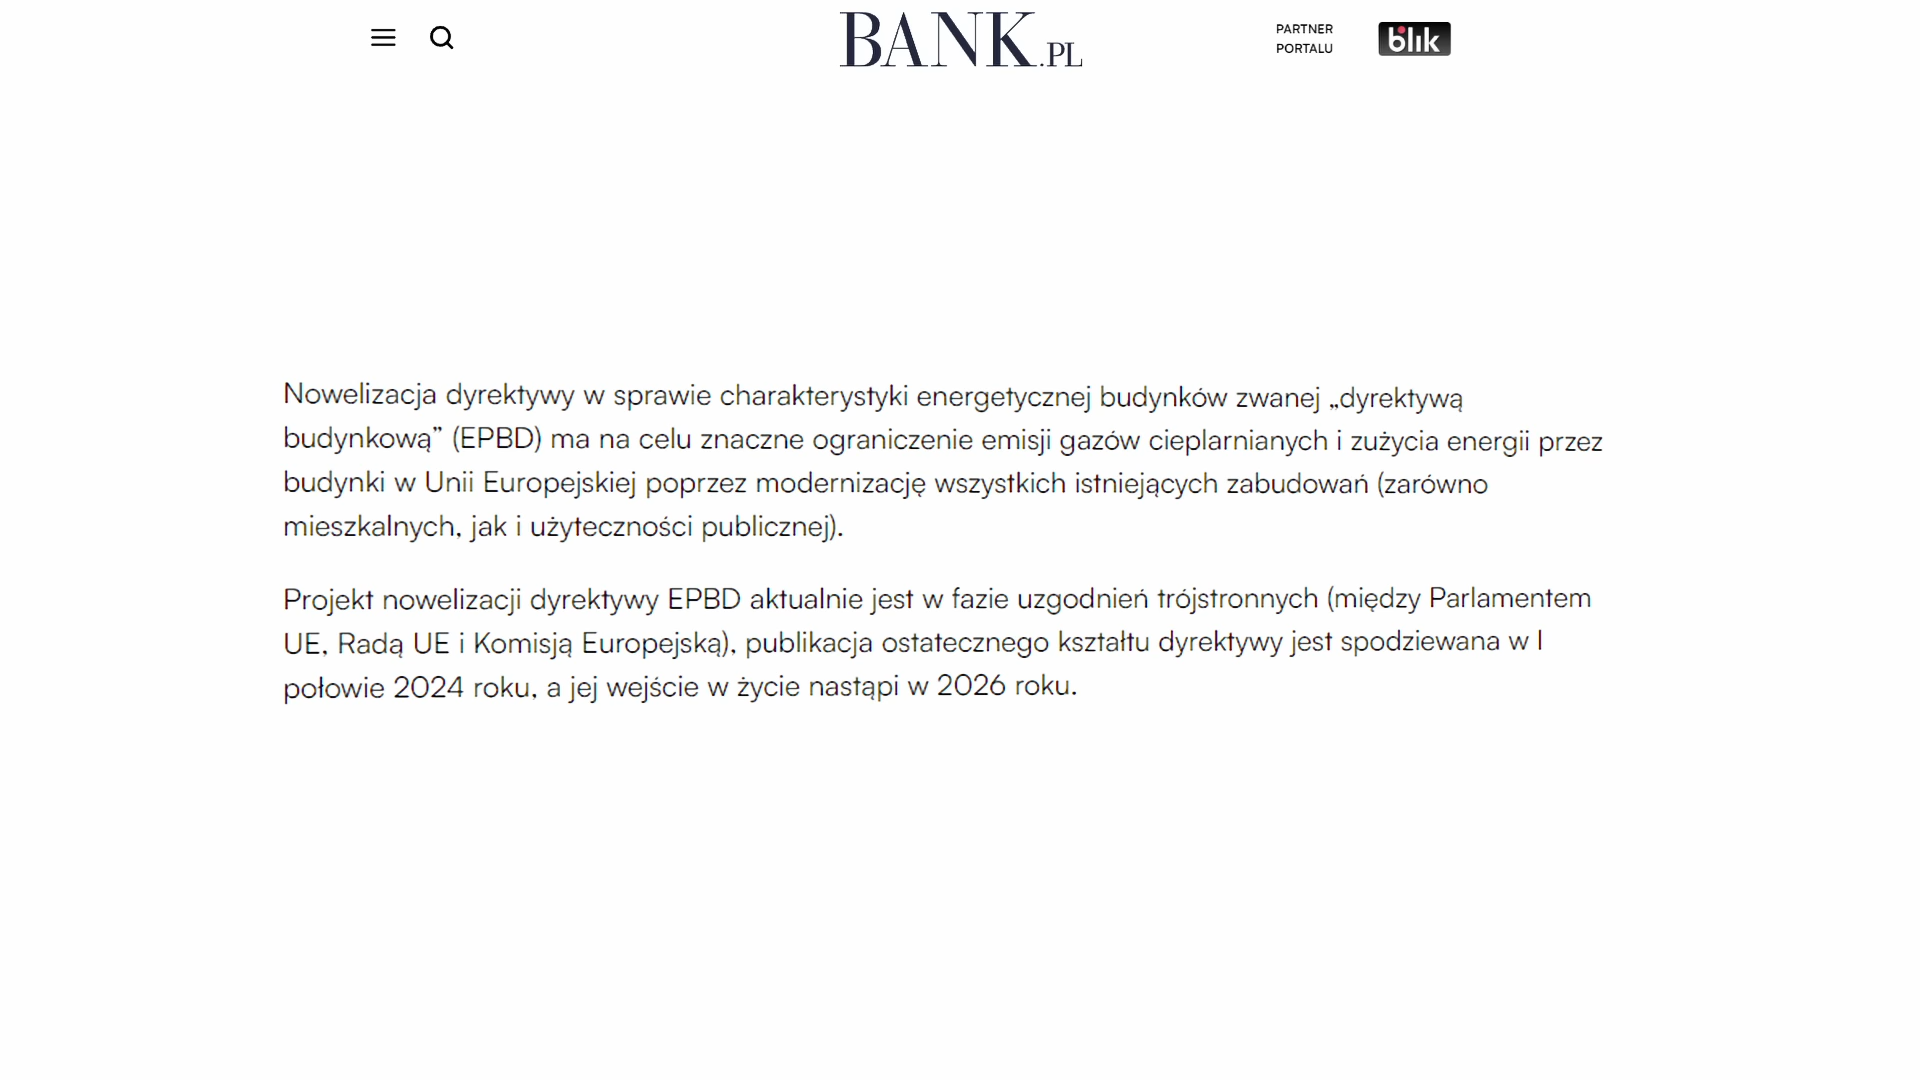 BANK.PL
PARTNER
PORTALU
blik
Nowelizacja dyrektywy w sprawie charakterystyki energetycznej budynków zwanej „dyrektywą
budynkową” (EPBD) ma na celu znaczne ograniczenie emisji gazów cieplarnianych i zużycia energii przez
budynki w Unii Europejskiej poprzez modernizację wszystkich istniejących zabudowań (zarówno
mieszkalnych, jak i użyteczności publicznej).
Projekt nowelizacji dyrektywy EPBD aktualnie jest w fazie uzgodnień trójstronnych (między Parlamentem
UE, Radą UE i Komisją Europejską), publikacja ostatecznego kształtu dyrektywy jest spodziewana w I
połowie 2024 roku, a jej wejście w życie nastąpi w 2026 roku.